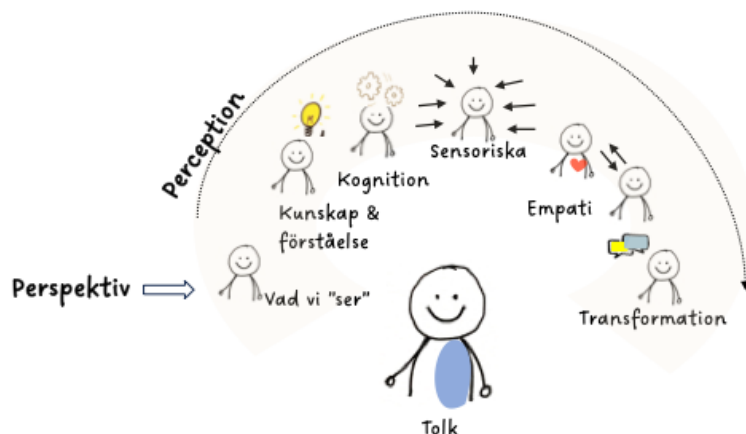 Perception
Sensoriska
Kognition
Kunskap &
förståelse
Empati
Perspektiv
Vad vi "ser"
Transformation
Tolk